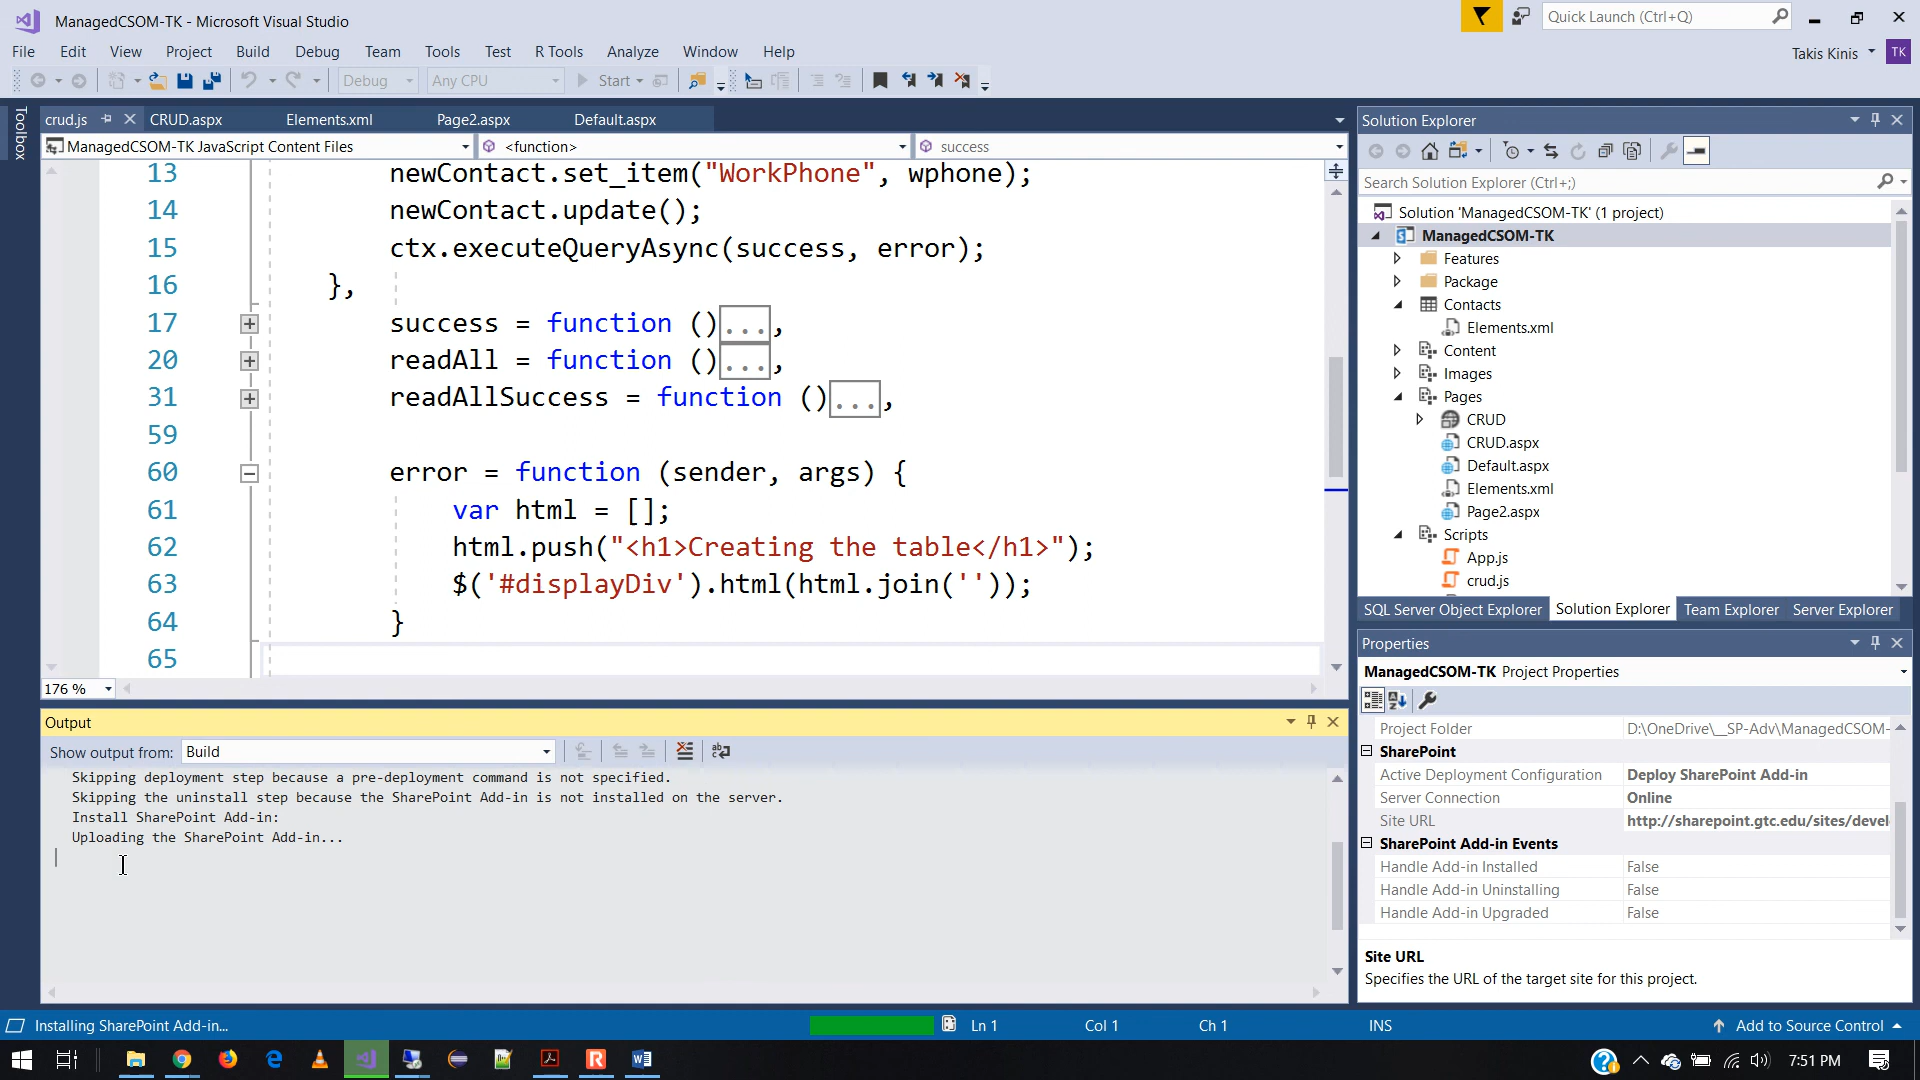 ManagedCSOM-TK - Microsoft Visual Studio
Quick Launch (Ctrl+Q)
File Edit View Project Build Debug Team Tools Test R Tools Analyze Window Help
Takis Kinis TK
Debug Any CPU Start
Toolbox
crud.js CRUD.aspx Elements.xml Page2.aspx Default.aspx
ManagedCSOM-TK JavaScript Content Files <function> success
13 newContact.set_item("WorkPhone", wphone);
14 newContact.update();
15 ctx.executeQueryAsync(success, error);
16 },
17 success = function ()...,
20 readAll = function ()...,
31 readAllSuccess = function ()...,
59
60 error = function (sender, args) {
61 var html = [];
62 html.push("<h1>Creating the table</h1>");
63 $('#displayDiv').html(html.join(''));
64 }
65
176 %
Output
Show output from: Build
Skipping deployment step because a pre-deployment command is not specified.
Skipping the uninstall step because the SharePoint Add-in is not installed on the server.
Install SharePoint Add-in:
Uploading the SharePoint Add-in...
Solution Explorer
Search Solution Explorer (Ctrl+;)
Solution 'ManagedCSOM-TK' (1 project)
ManagedCSOM-TK
Features
Package
Contacts
Elements.xml
Content
Images
Pages
CRUD
CRUD.aspx
Default.aspx
Elements.xml
Page2.aspx
Scripts
App.js
crud.js
SQL Server Object Explorer Solution Explorer Team Explorer Server Explorer
Properties
ManagedCSOM-TK Project Properties
Project Folder D:\OneDrive\__SP-Adv\ManagedCSOM-
SharePoint
Active Deployment Configuration Deploy SharePoint Add-in
Server Connection Online
Site URL http://sharepoint.gtc.edu/sites/devel
SharePoint Add-in Events
Handle Add-in Installed False
Handle Add-in Uninstalling False
Handle Add-in Upgraded False
Site URL
Specifies the URL of the target site for this project.
Installing SharePoint Add-in... Ln 1 Col 1 Ch 1 INS Add to Source Control
7:51 PM